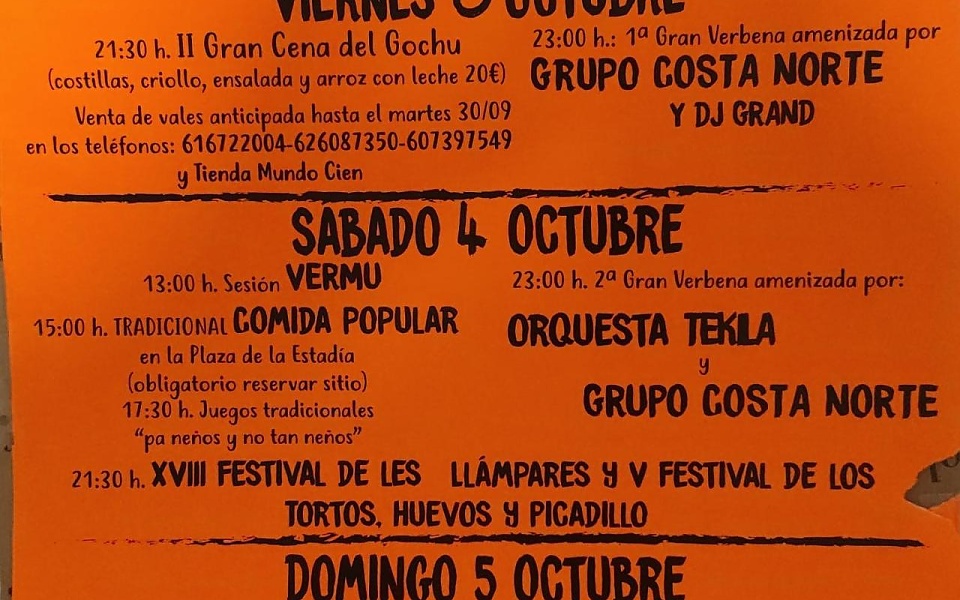 VIERNES 3 OCTUBRE
21:30 h. II Gran Cena del Gochu
(costillas, criollo, ensalada y arroz con leche 20€)
Venta de vales anticipada hasta el martes 30/09
en los teléfonos: 616722004-626087350-607397549
y Tienda Mundo Cien
23:00 h.: 1ª Gran Verbena amenizada por
GRUPO COSTA NORTE
Y DJ GRAND
SABADO 4 OCTUBRE
13:00 h. Sesión VERMU
15:00 h. TRADICIONAL COMIDA POPULAR
en la Plaza de la Estadía
(obligatorio reservar sitio)
17:30 h. Juegos tradicionales
“pa neños y no tan neños”
23:00 h. 2ª Gran Verbena amenizada por:
ORQUESTA TEKILA
y
GRUPO COSTA NORTE
21:30 h. XVIII FESTIVAL DE LES LLÁMPARES Y V FESTIVAL DE LOS
TORTOS, HUEVOS Y PICADILLO
DOMINGO 5 OCTUBRE